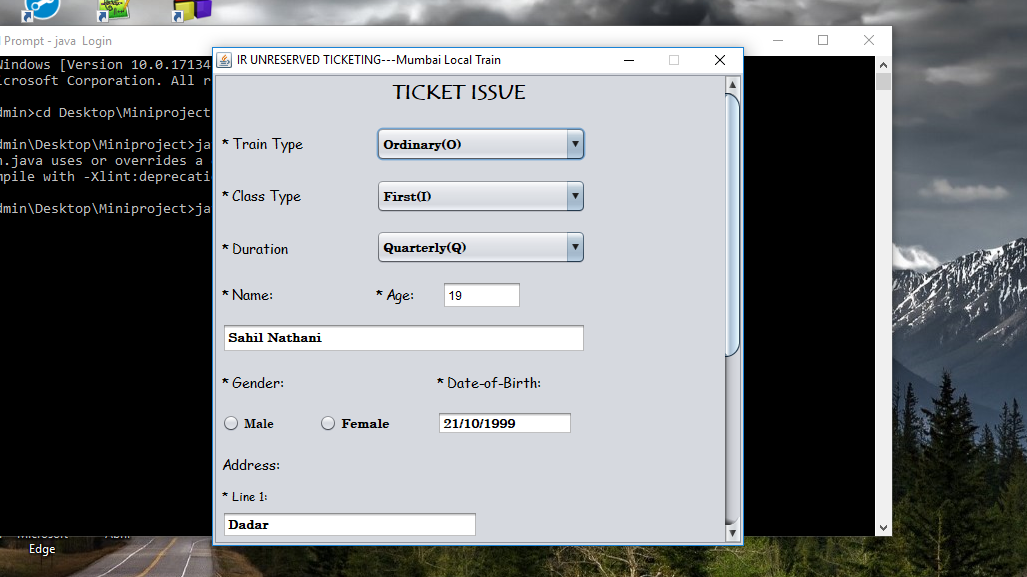 Prompt - java Login
IR UNRESERVED TICKETING---Mumbai Local Train
Windows [Version 10.0.17134
icrosoft Corporation. All r
dmin>cd Desktop\Miniproject
dmin\Desktop\Miniproject>ja
n.java uses or overrides a
mpile with -Xlint:deprecati
dmin\Desktop\Miniproject>ja
TICKET ISSUE
* Train Type
Ordinary(O)
* Class Type
First(I)
* Duration
Quarterly(Q)
* Name:
* Age:
19
Sahil Nathani
* Gender:
* Date-of-Birth:
Male
Female
21/10/1999
Address:
* Line 1:
Dadar
Edge